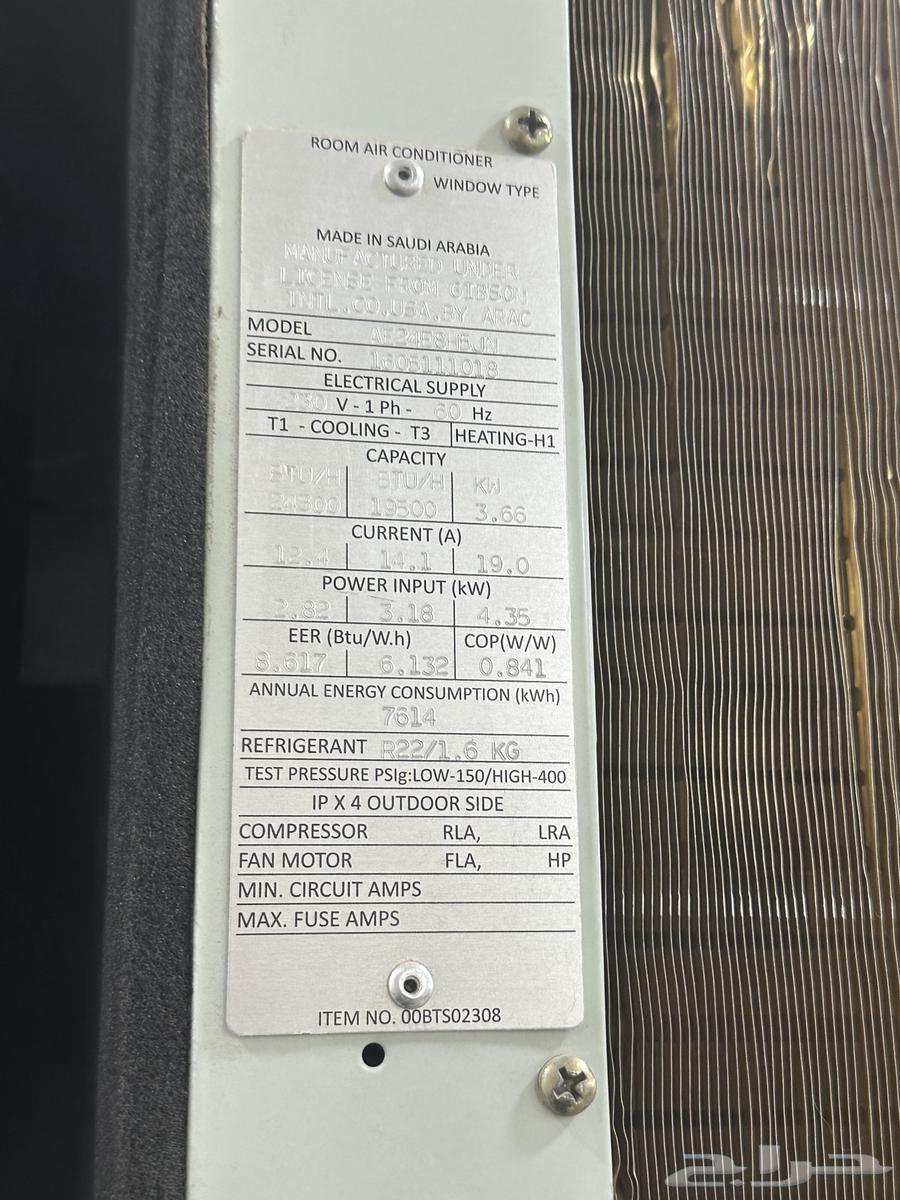 ROOM AIR CONDITIONER
WINDOW TYPE
MADE IN SAUDI ARABIA
MANUFACTURED UNDER
LICENSE FROM GIBSON
INTL.CO.USA.BY ARAC
MODEL
SERIAL NO. 1605111018
ELECTRICAL SUPPLY
230 V - 1 Ph - 60 Hz
T1 - COOLING - T3 HEATING-H1
CAPACITY
BTU/H BTU/H KW
24300 19500 3.66
CURRENT (A)
12.4 14.1 19.0
POWER INPUT (kW)
2.82 3.18 4.35
EER (Btu/W.h) COP(W/W)
8.617 6.132 0.841
ANNUAL ENERGY CONSUMPTION (kWh)
7614
REFRIGERANT R22/1.6 KG
TEST PRESSURE PSIg:LOW-150/HIGH-400
IP X 4 OUTDOOR SIDE
COMPRESSOR RLA, LRA
FAN MOTOR FLA, HP
MIN. CIRCUIT AMPS
MAX. FUSE AMPS
ITEM NO. 00BTS02308
حراج